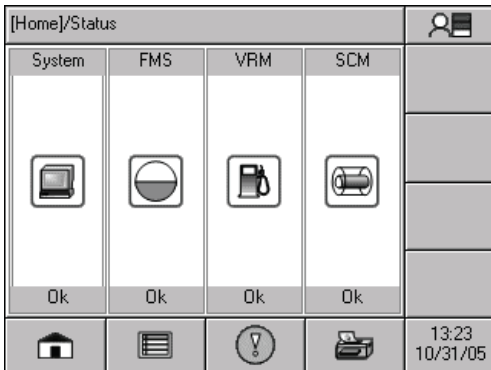 [Home]/Status
System FMS VRM SCM
Ok Ok Ok Ok
13:23
10/31/05